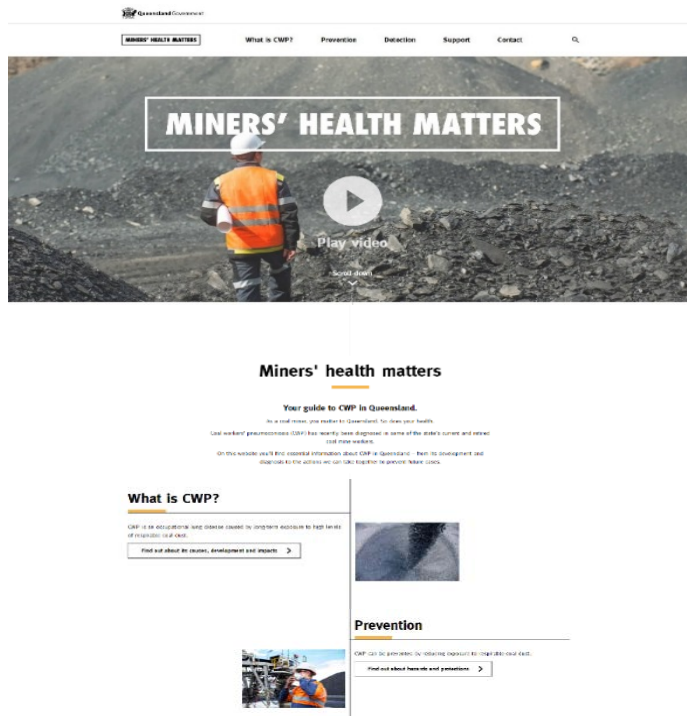 Queensland Government
MINERS' HEALTH MATTERS
What is CWP?
Prevention
Detection
Support
Contact
MINERS' HEALTH MATTERS
Play video
Scroll down
Miners' health matters
Your guide to CWP in Queensland.
As a coal miner, you matter to Queensland. So does your health.
Coal workers' pneumoconiosis (CWP) has recently been diagnosed in some of the state's current and retired
coal mine workers.
On this website you'll find essential information about CWP in Queensland – from its development and
diagnosis to the actions we can take together to prevent future cases.
What is CWP?
CWP is an occupational lung disease caused by long-term exposure to high levels
of respirable coal dust.
Find out about its causes, development and impacts
Prevention
CWP can be prevented by reducing exposure to respirable coal dust.
Find out about hazards and protections